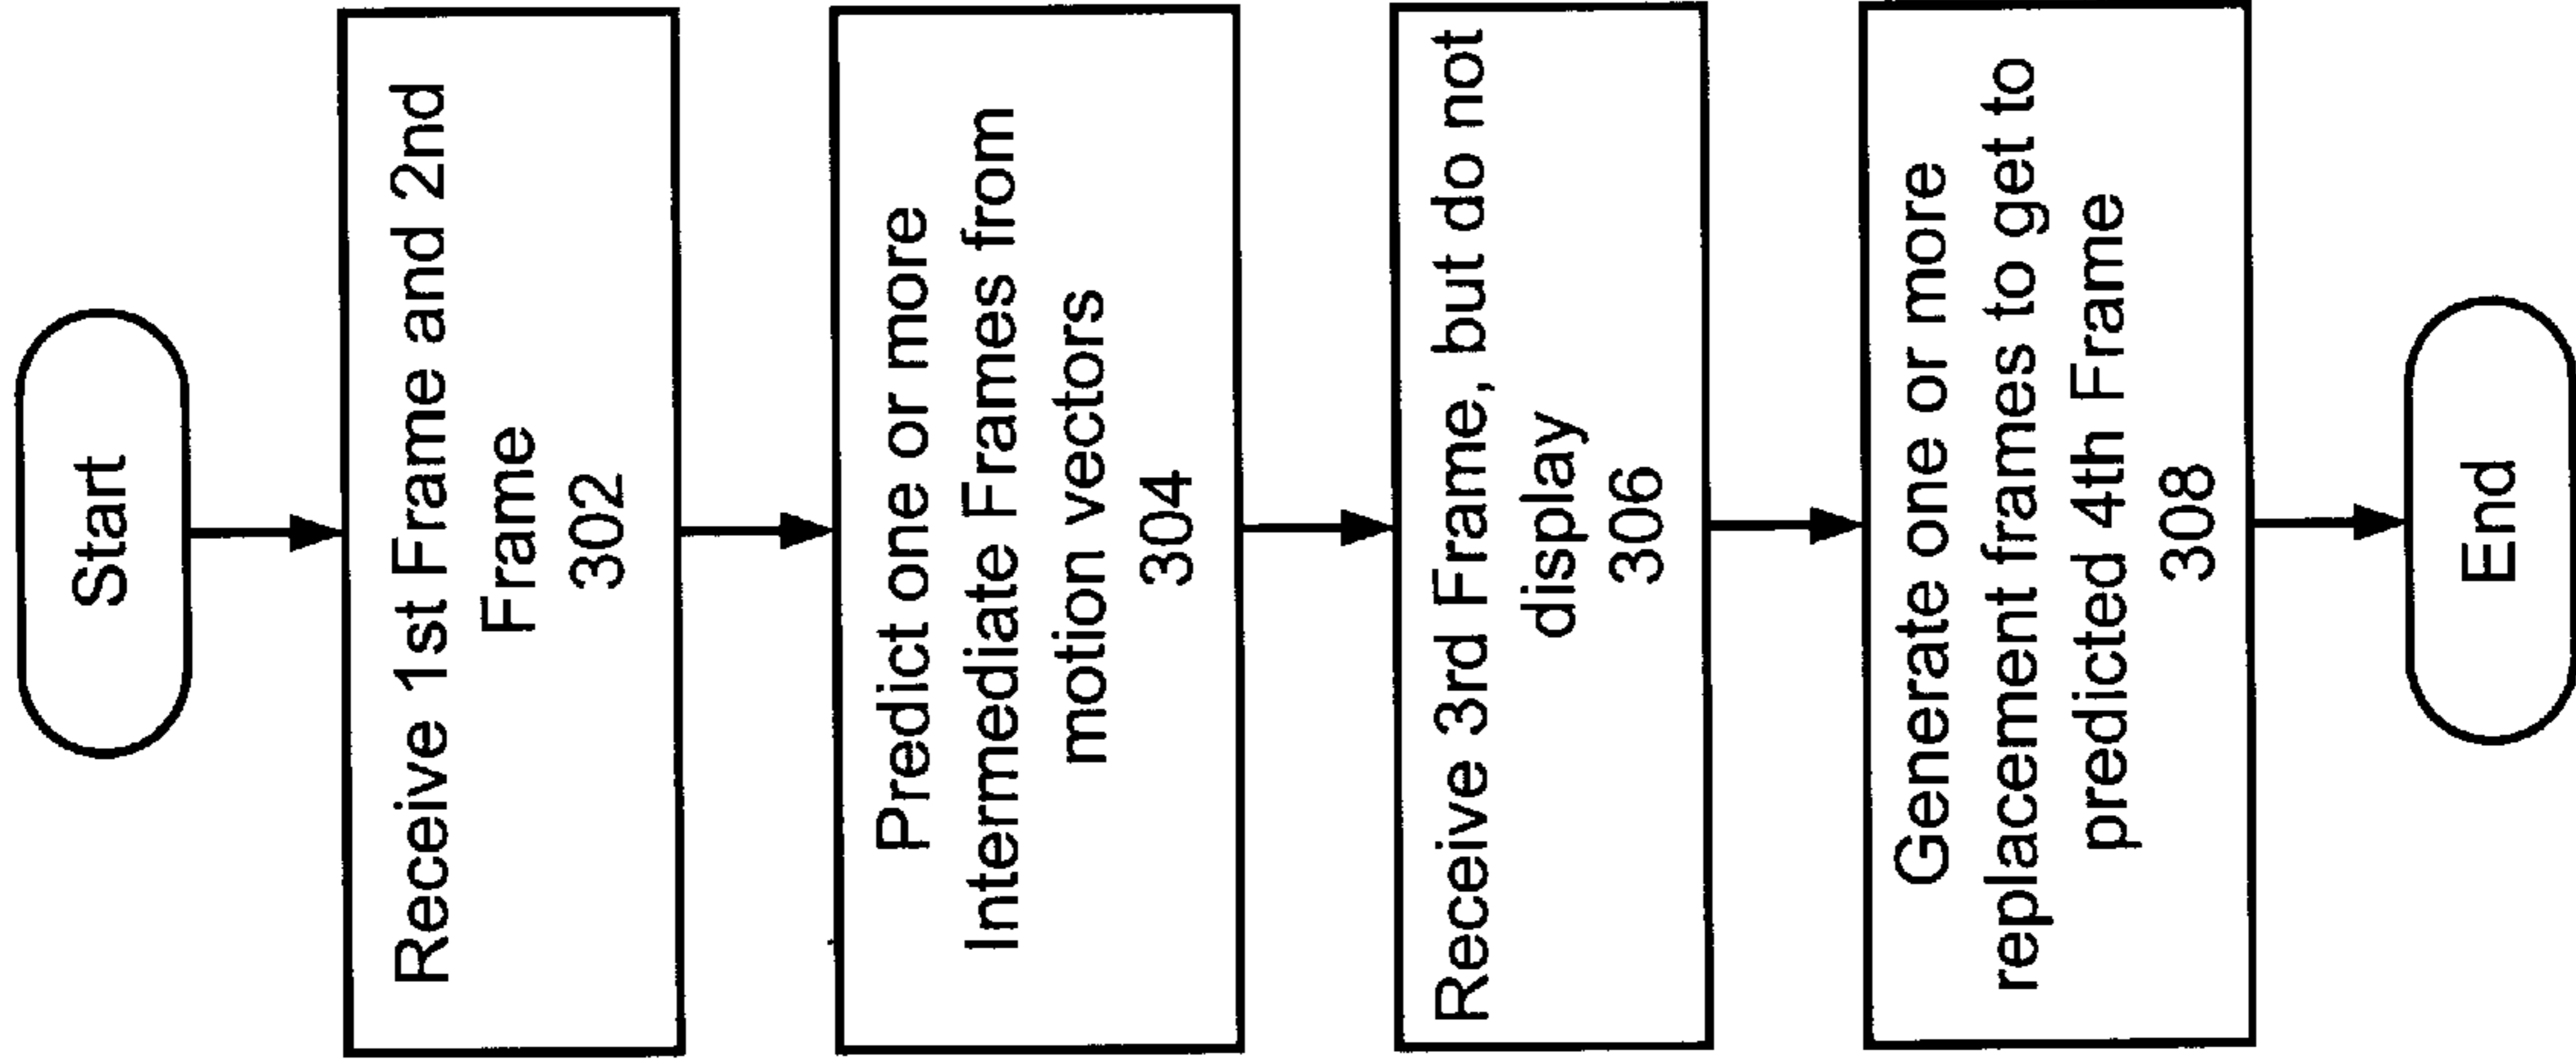 Start
Receive 1st Frame and 2nd
Frame
302
Predict one or more
Intermediate Frames from
motion vectors
304
Receive 3rd Frame, but do not
display
306
Generate one or more
replacement frames to get to
predicted 4th Frame
308
End